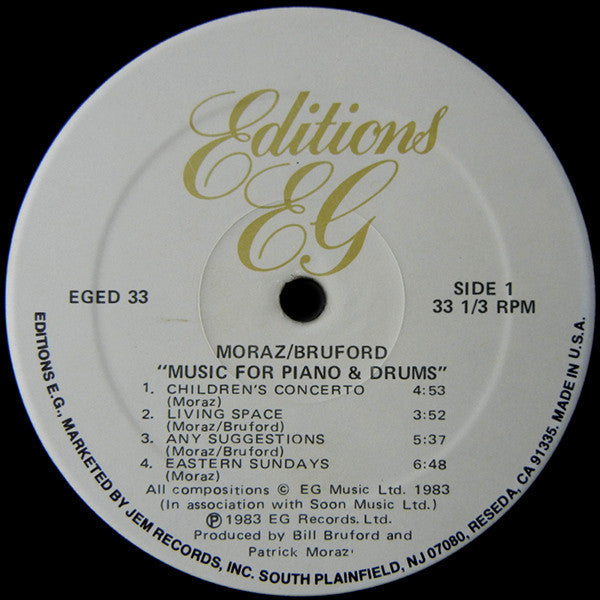 Editions
EG
EGED 33
SIDE 1
33 1/3 RPM
MORAZ/BRUFORD
"MUSIC FOR PIANO & DRUMS"
1. CHILDREN'S CONCERTO 4:53
(Moraz)
2. LIVING SPACE 3:52
(Moraz/Bruford)
3. ANY SUGGESTIONS 5:37
(Moraz/Bruford)
4. EASTERN SUNDAYS 6:48
(Moraz)
All compositions © EG Music Ltd. 1983
(In association with Soon Music Ltd.)
℗ 1983 EG Records. Ltd.
Produced by Bill Bruford and
Patrick Moraz'
EDITIONS E.G., MARKETED BY JEM RECORDS, INC. SOUTH PLAINFIELD, NJ 07080, RESEDA, CA 91335. MADE IN U.S.A.